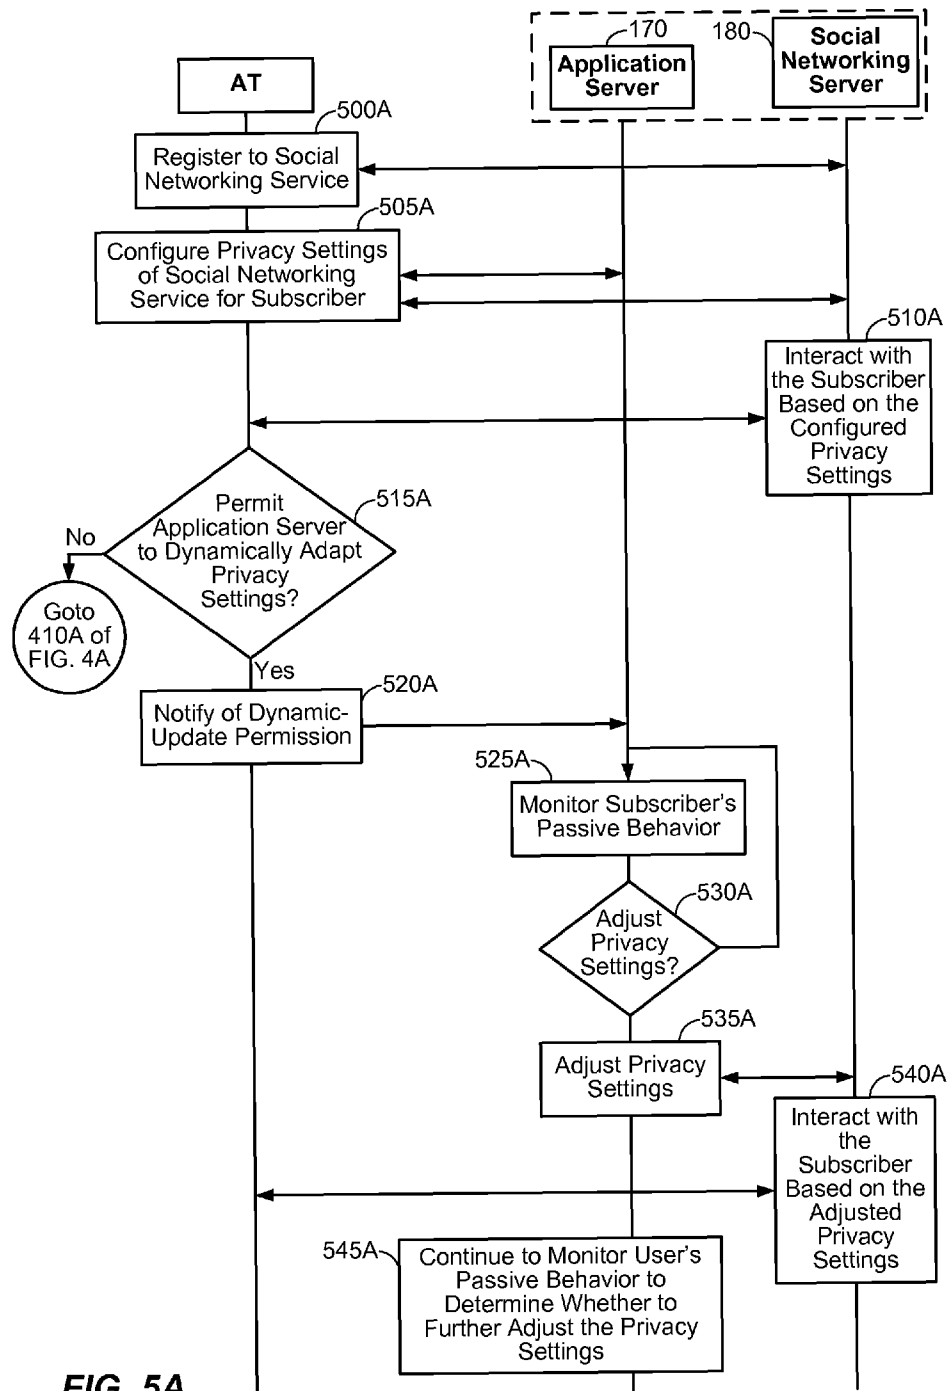 170
180
Application
Server
Social
Networking
Server
AT
500A
Register to Social
Networking Service
505A
Configure Privacy Settings
of Social Networking
Service for Subscriber
510A
Interact with
the Subscriber
Based on the
Configured
Privacy
Settings
515A
Permit
Application Server
to Dynamically Adapt
Privacy
Settings?
No
Goto
410A of
FIG. 4A
Yes
520A
Notify of Dynamic-
Update Permission
525A
Monitor Subscriber's
Passive Behavior
530A
Adjust
Privacy
Settings?
535A
Adjust Privacy
Settings
540A
Interact with
the
Subscriber
Based on the
Adjusted
Privacy
Settings
545A
Continue to Monitor User's
Passive Behavior to
Determine Whether to
Further Adjust the Privacy
Settings
FIG. 5A